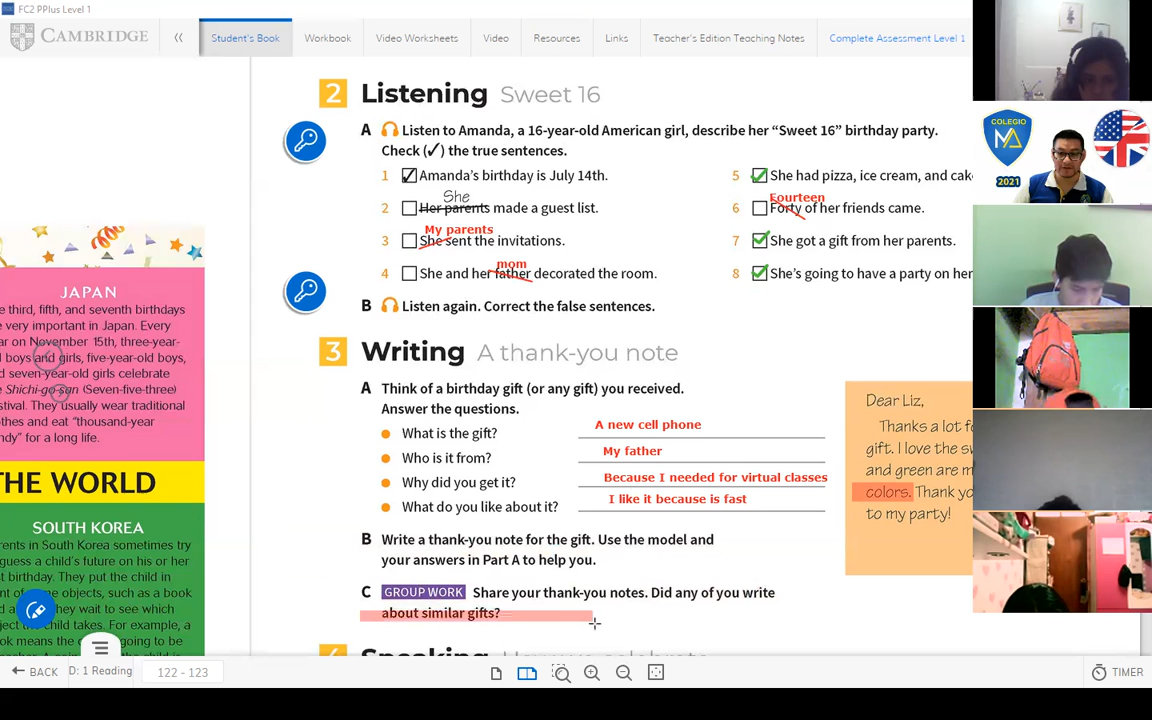 FC2 PPlus Level 1
CAMBRIDGE
Student's Book
Workbook
Video Worksheets
Video
Resources
Links
Teacher's Edition Teaching Notes
Complete Assessment Level 1
JAPAN
e third, fifth, and seventh birthdays
e very important in Japan. Every
ar on November 15th, three-year-
boys and girls, five-year-old boys,
d seven-year-old girls celebrate
Shichi-go-san (Seven-five-three)
stival. They usually wear traditional
othes and eat "thousand-year
ndy" for a long life.
THE WORLD
SOUTH KOREA
rents in South Korea sometimes try
guess a child's future on his or her
t birthday. They put the child in
nt of some objects, such as a book
they wait to see which
ject the child takes. For example, a
ok means the going to be
2 Listening Sweet 16
A Listen to Amanda, a 16-year-old American girl, describe her “Sweet 16” birthday party.
Check (✓) the true sentences.
1 Amanda’s birthday is July 14th.
She
2 Her parents made a guest list.
My parents
3 She sent the invitations.
mom
4 She and her father decorated the room.
5 She had pizza, ice cream, and cak
Fourteen
6 Forty of her friends came.
7 She got a gift from her parents.
8 She’s going to have a party on her
B Listen again. Correct the false sentences.
3 Writing A thank-you note
A Think of a birthday gift (or any gift) you received.
Answer the questions.
What is the gift? A new cell phone
Who is it from? My father
Why did you get it? Because I needed for virtual classes
What do you like about it? I like it because is fast
B Write a thank-you note for the gift. Use the model and
your answers in Part A to help you.
C GROUP WORK Share your thank-you notes. Did any of you write
about similar gifts?
Dear Liz,
Thanks a lot fo
gift. I love the sw
and green are m
colors. Thank yo
to my party!
COLEGIO
MA
2021
BACK
D: 1 Reading
122 - 123
TIMER